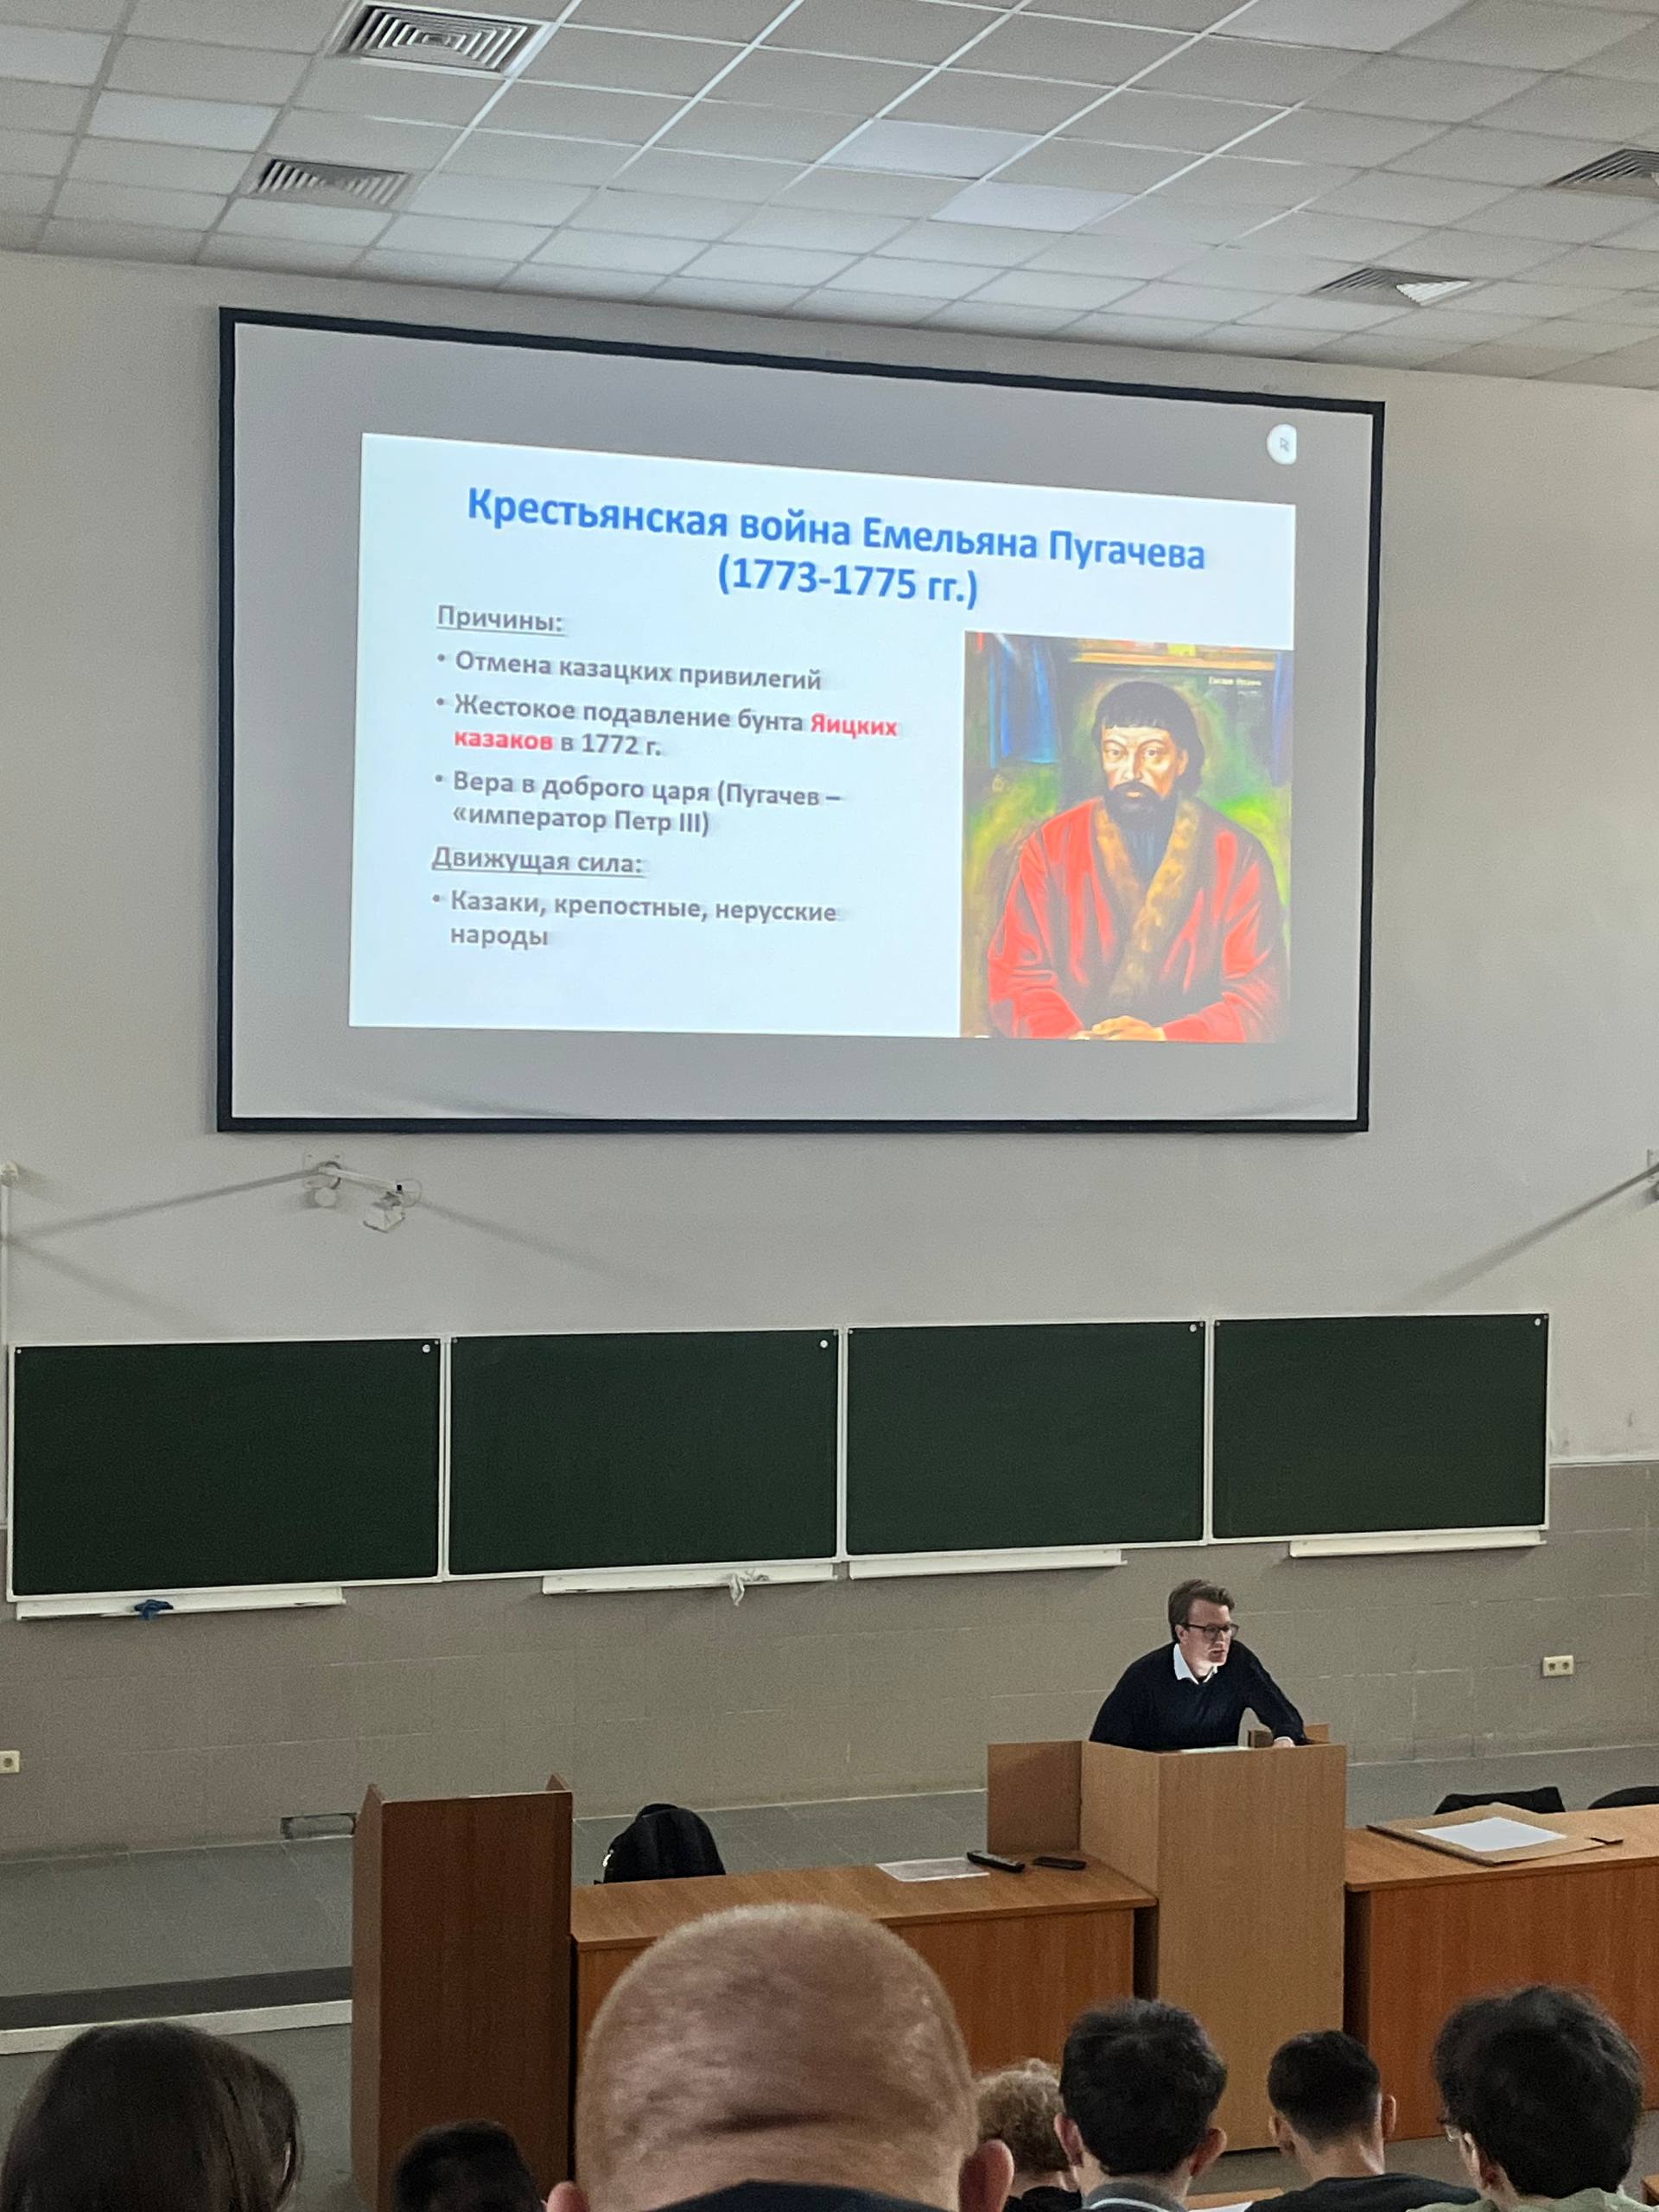 Крестьянская война Емельяна Пугачева
(1773-1775 гг.)
Причины:
• Отмена казацких привилегий
• Жестокое подавление бунта Яицких
казаков в 1772 г.
• Вера в доброго царя (Пугачев –
«император Петр III)
Движущая сила:
• Казаки, крепостные, нерусские
народы